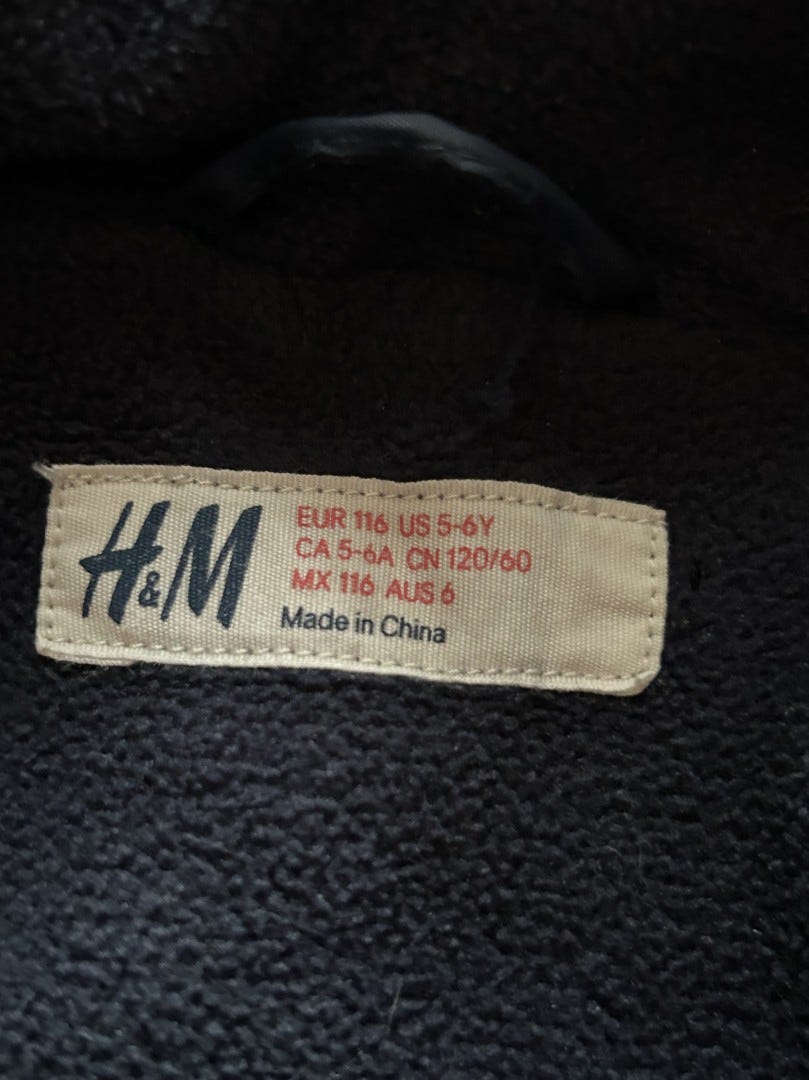 H&M
EUR 116 US 5-6Y
CA 5-6A CN 120/60
MX 116 AUS 6
Made in China